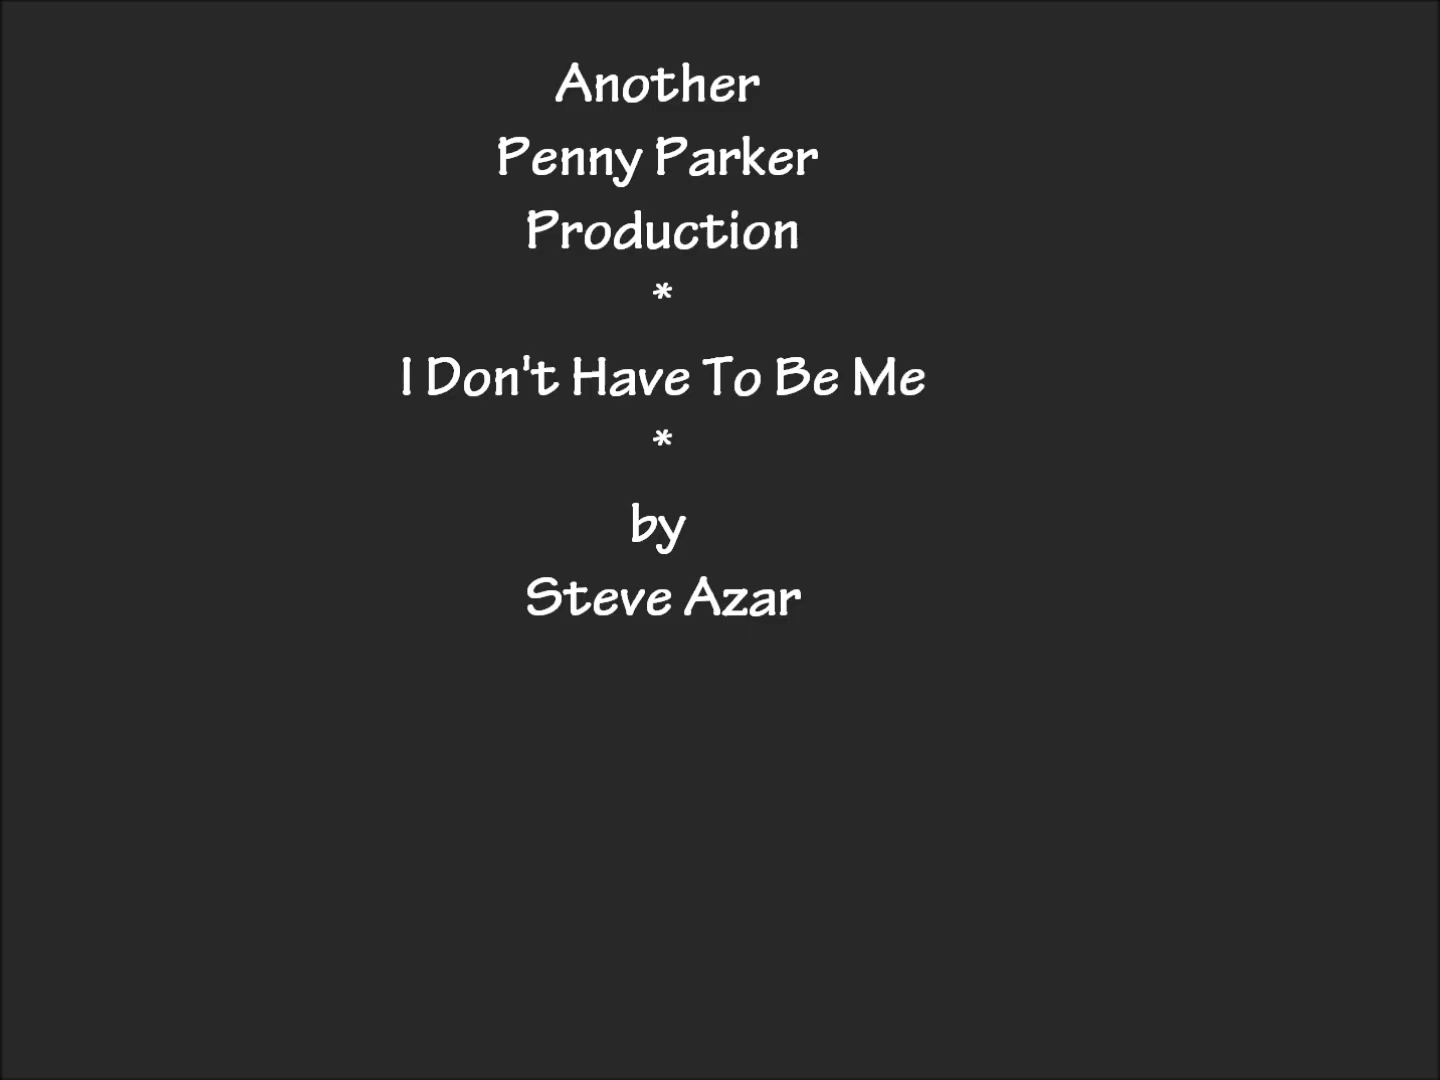 Another
Penny Parker
Production
*
I Don't Have To Be Me
*
by
Steve Azar